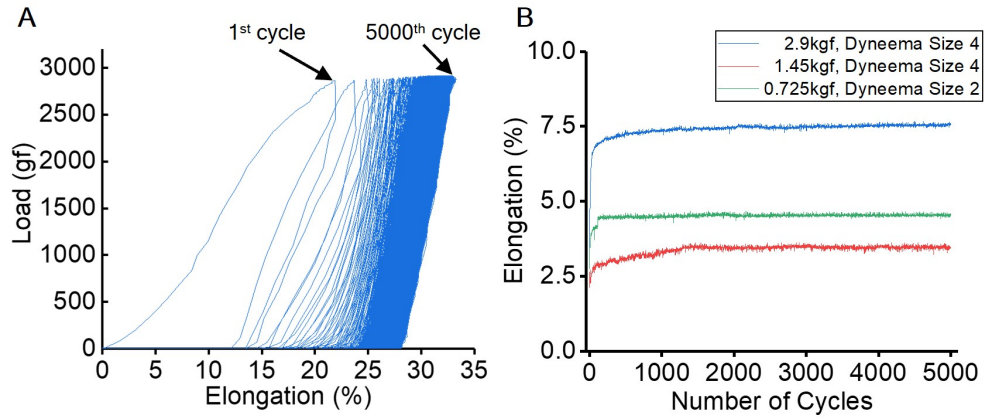 A
1st cycle
5000th cycle
3000
2500
2000
1500
1000
500
0
Load (gf)
0 5 10 15 20 25 30 35
Elongation (%)
B
2.9kgf, Dyneema Size 4
1.45kgf, Dyneema Size 4
0.725kgf, Dyneema Size 2
10.0
7.5
5.0
2.5
0.0
Elongation (%)
0 1000 2000 3000 4000 5000
Number of Cycles